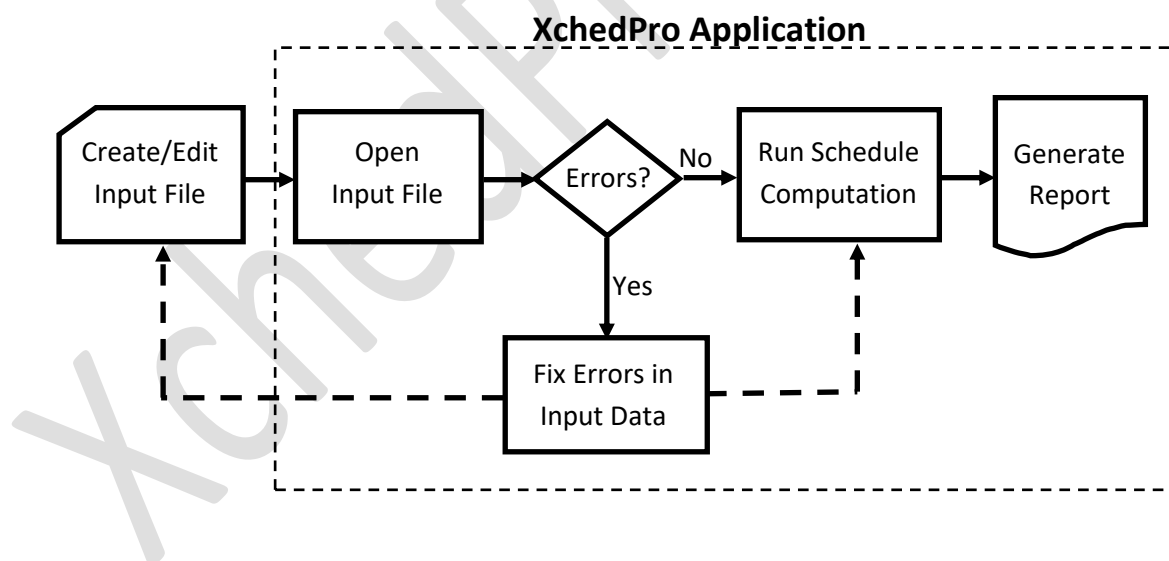 XchedPro Application
Create/Edit
Input File
Open
Input File
Errors?
No
Run Schedule
Computation
Generate
Report
Yes
Fix Errors in
Input Data
XchedP